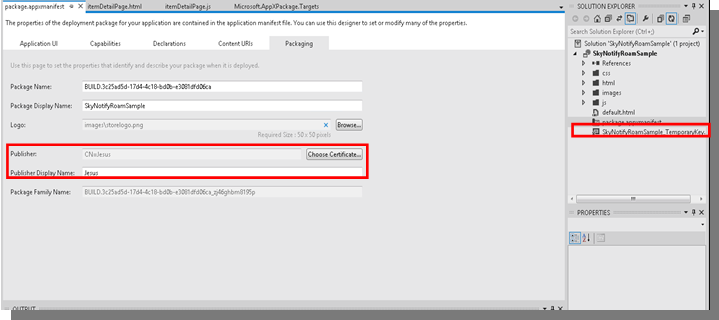 package.appxmanifest
itemDetailPage.html
itemDetailPage.js
Microsoft.AppXPackage.Targets
The properties of the deployment package for your application are contained in the application manifest file. You can use this designer to set or modify many of the properties.
Application UI
Capabilities
Declarations
Content URIs
Packaging
Use this page to set the properties that identify and describe your package when it is deployed.
Package Name:
BUILD.3c25ad5d-17d4-4c18-bd0b-e3081dfd06ca
Package Display Name:
SkyNotifyRoamSample
Logo:
images\storelogo.png
Browse...
Required Size : 50 x 50 pixels
Publisher:
CN=Jesus
Choose Certificate...
Publisher Display Name:
Jesus
Package Family Name:
BUILD.3c25ad5d-17d4-4c18-bd0b-e3081dfd06ca_zj46ghbm8195p
OUTPUT
SOLUTION EXPLORER
Search Solution Explorer (Ctrl+;)
Solution 'SkyNotifyRoamSample' (1 project)
SkyNotifyRoamSample
References
css
html
images
js
default.html
package.appxmanifest
SkyNotifyRoamSample_TemporaryKey.
PROPERTIES